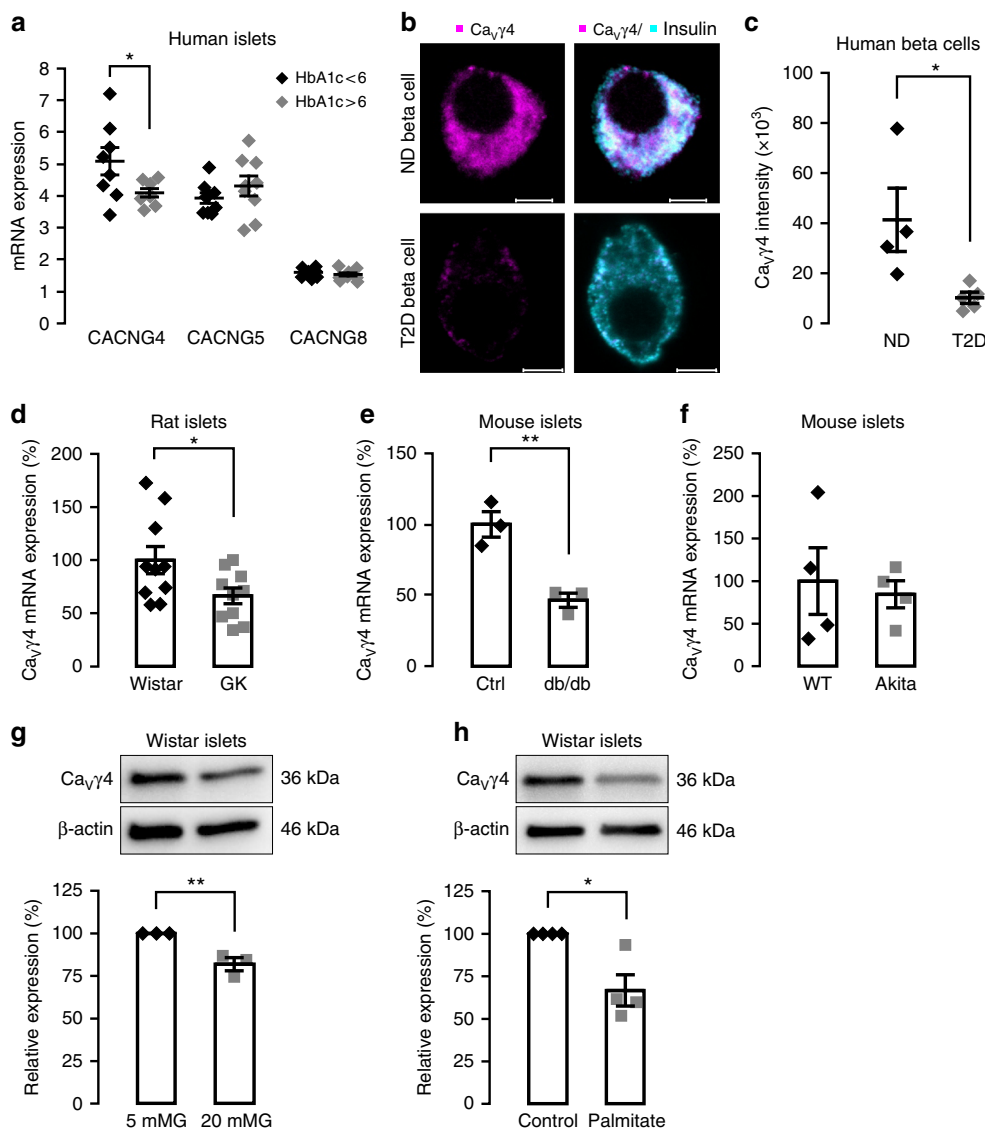 a
Human islets
mRNA expression
8
7
6
5
4
3
2
1
0
*
HbA1c<6
HbA1c>6
CACNG4 CACNG5 CACNG8
b
CaVγ4 CaVγ4/ Insulin
ND beta cell
T2D beta cell
c
Human beta cells
CaVγ4 intensity (×10³)
100
80
60
40
20
0
*
ND T2D
d
Rat islets
CaVγ4 mRNA expression (%)
200
150
100
50
0
*
Wistar GK
e
Mouse islets
CaVγ4 mRNA expression (%)
150
100
50
0
**
Ctrl db/db
f
Mouse islets
CaVγ4 mRNA expression (%)
250
200
150
100
50
0
WT Akita
g
Wistar islets
CaVγ4 36 kDa
β-actin 46 kDa
Relative expression (%)
125
100
75
50
25
0
**
5 mMG 20 mMG
h
Wistar islets
CaVγ4 36 kDa
β-actin 46 kDa
Relative expression (%)
125
100
75
50
25
0
*
Control Palmitate